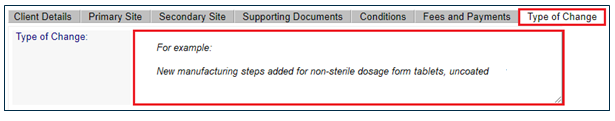 Client Details Primary Site Secondary Site Supporting Documents Conditions Fees and Payments Type of Change
Type of Change:
For example:
New manufacturing steps added for non-sterile dosage form tablets, uncoated